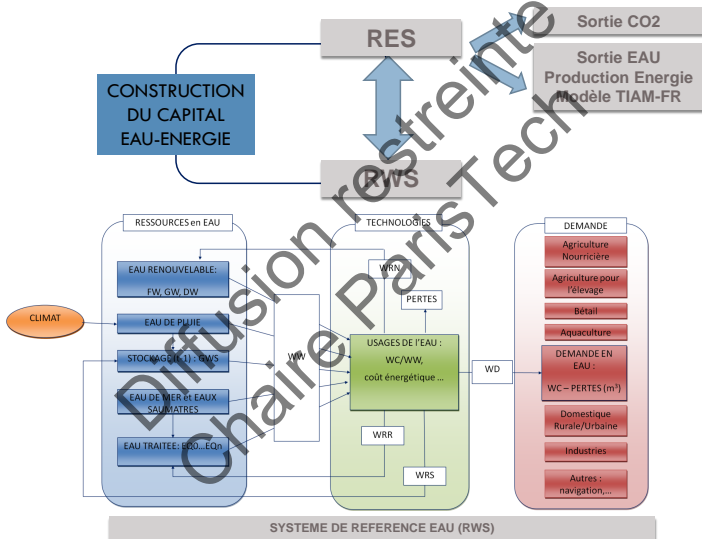 RES
Sortie CO2
Sortie EAU
Production Energie
Modèle TIAM-FR
CONSTRUCTION
DU CAPITAL
EAU-ENERGIE
RWS
Diffusion restreinte
Chaire ParisTech
RESSOURCES en EAU
TECHNOLOGIES
DEMANDE
EAU RENOUVELABLE:
FW, GW, DW
CLIMAT
EAU DE PLUIE
STOCKAGE (t-1) : GWS
EAU DE MER et EAUX
SAUMATRES
EAU TRAITEE: EQ0...EQn
WW
WRN
PERTES
USAGES DE l'EAU :
WC/WW,
coût énergétique ...
WRR
WRS
WD
Agriculture
Nourricière
Agriculture pour
l'élevage
Bétail
Aquaculture
DEMANDE EN
EAU :
WC – PERTES (m³)
Domestique
Rurale/Urbaine
Industries
Autres :
navigation,...
SYSTEME DE REFERENCE EAU (RWS)